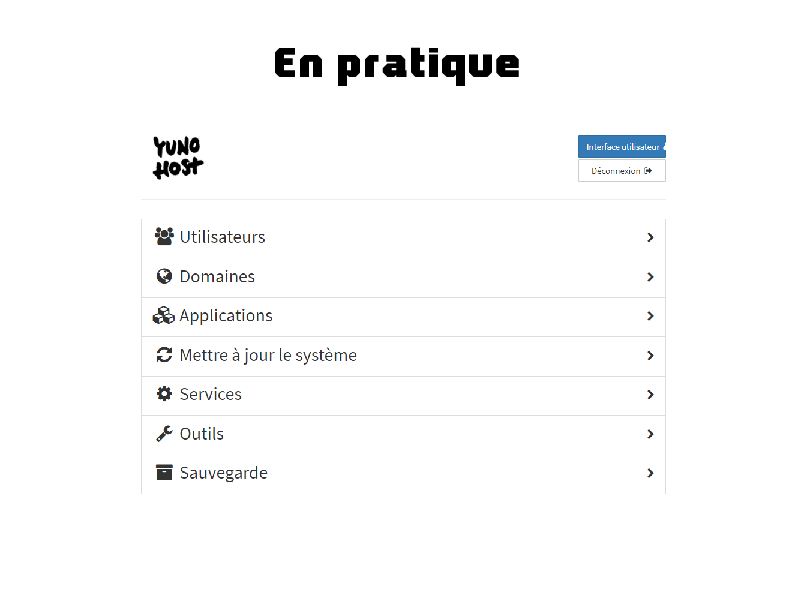 En pratique
YUNO
HOST
Interface utilisateur
Déconnexion
Utilisateurs
Domaines
Applications
Mettre à jour le système
Services
Outils
Sauvegarde